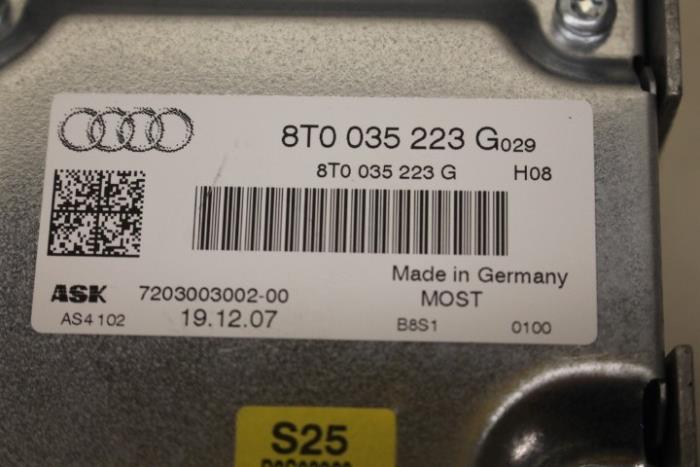 8T0 035 223 G029
8T0 035 223 G H08
Made in Germany
ASK 7203003002-00 MOST
AS4 102 19.12.07 B8S1 0100
S25